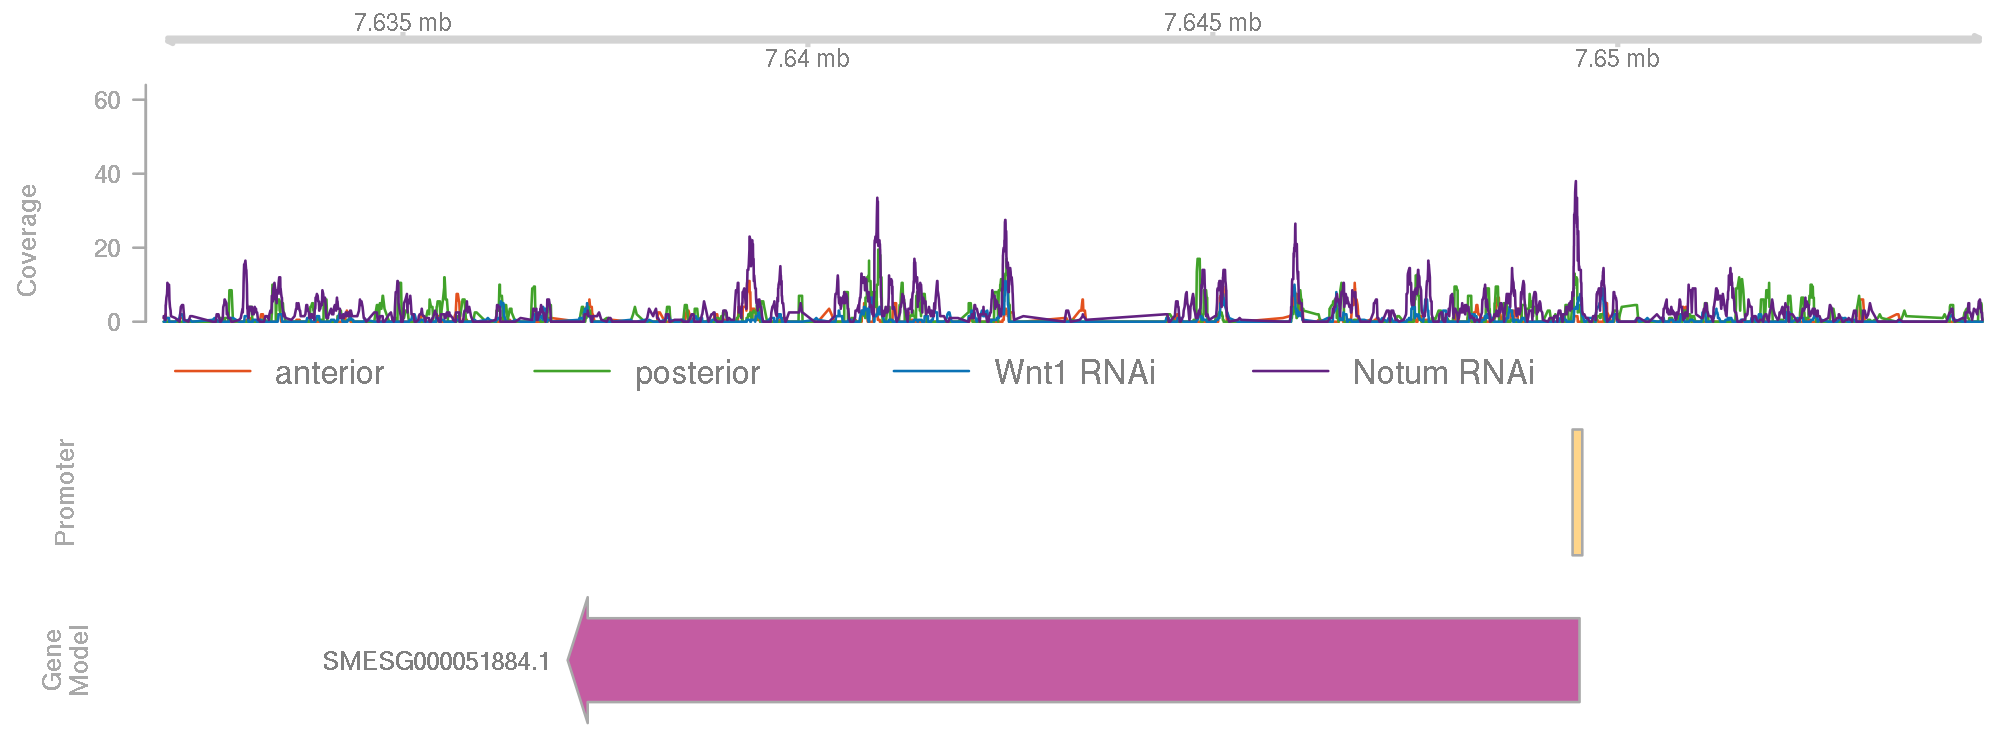 7.635 mb
7.645 mb
7.64 mb
7.65 mb
Coverage
60
40
20
0
anterior
posterior
Wnt1 RNAi
Notum RNAi
Promoter
Gene
Model
SMESG000051884.1